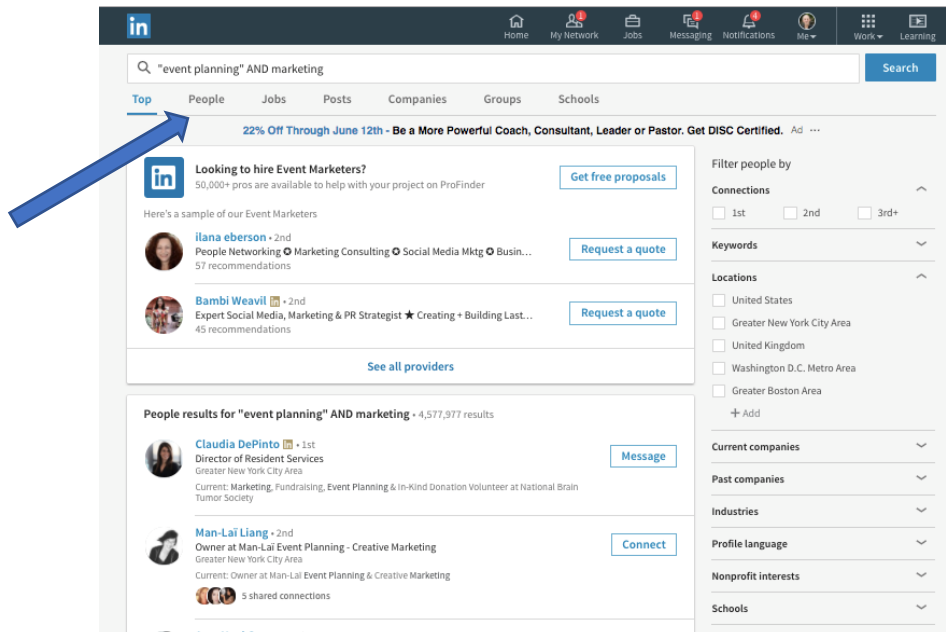 in
Home
My Network
Jobs
Messaging
Notifications
Me
Work
Learning
1
1
4
"event planning" AND marketing
Search
Top People Jobs Posts Companies Groups Schools
22% Off Through June 12th - Be a More Powerful Coach, Consultant, Leader or Pastor. Get DISC Certified. Ad ···
in
Looking to hire Event Marketers?
50,000+ pros are available to help with your project on ProFinder
Get free proposals
Here's a sample of our Event Marketers
ilana eberson • 2nd
People Networking ✪ Marketing Consulting ✪ Social Media Mktg ✪ Busin...
57 recommendations
Request a quote
Bambi Weavil in • 2nd
Expert Social Media, Marketing & PR Strategist ★ Creating + Building Last...
45 recommendations
Request a quote
See all providers
People results for "event planning" AND marketing • 4,577,977 results
Claudia DePinto in • 1st
Director of Resident Services
Greater New York City Area
Current: Marketing, Fundraising, Event Planning & In-Kind Donation Volunteer at National Brain
Tumor Society
Message
Man-Laï Liang • 2nd
Owner at Man-Laï Event Planning - Creative Marketing
Greater New York City Area
Current: Owner at Man-Laï Event Planning & Creative Marketing
5 shared connections
Connect
Filter people by
Connections
1st 2nd 3rd+
Keywords
Locations
United States
Greater New York City Area
United Kingdom
Washington D.C. Metro Area
Greater Boston Area
+ Add
Current companies
Past companies
Industries
Profile language
Nonprofit interests
Schools